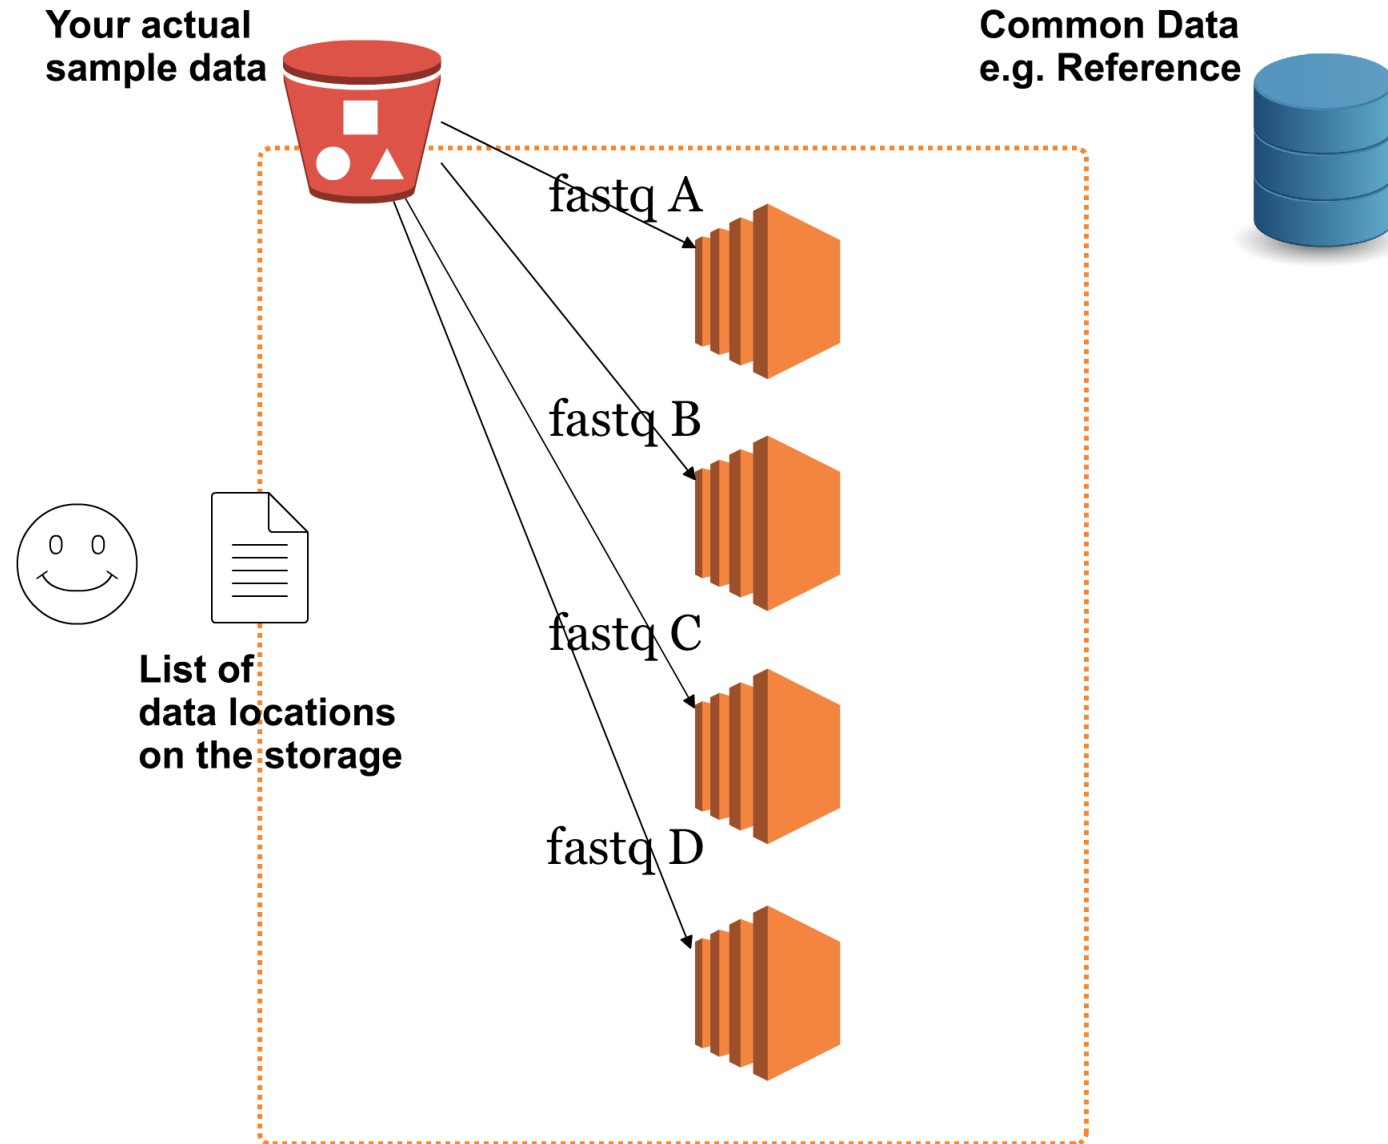 Your actual
sample data
Common Data
e.g. Reference
fastq A
fastq B
fastq C
List of
data locations
on the storage
fastq D